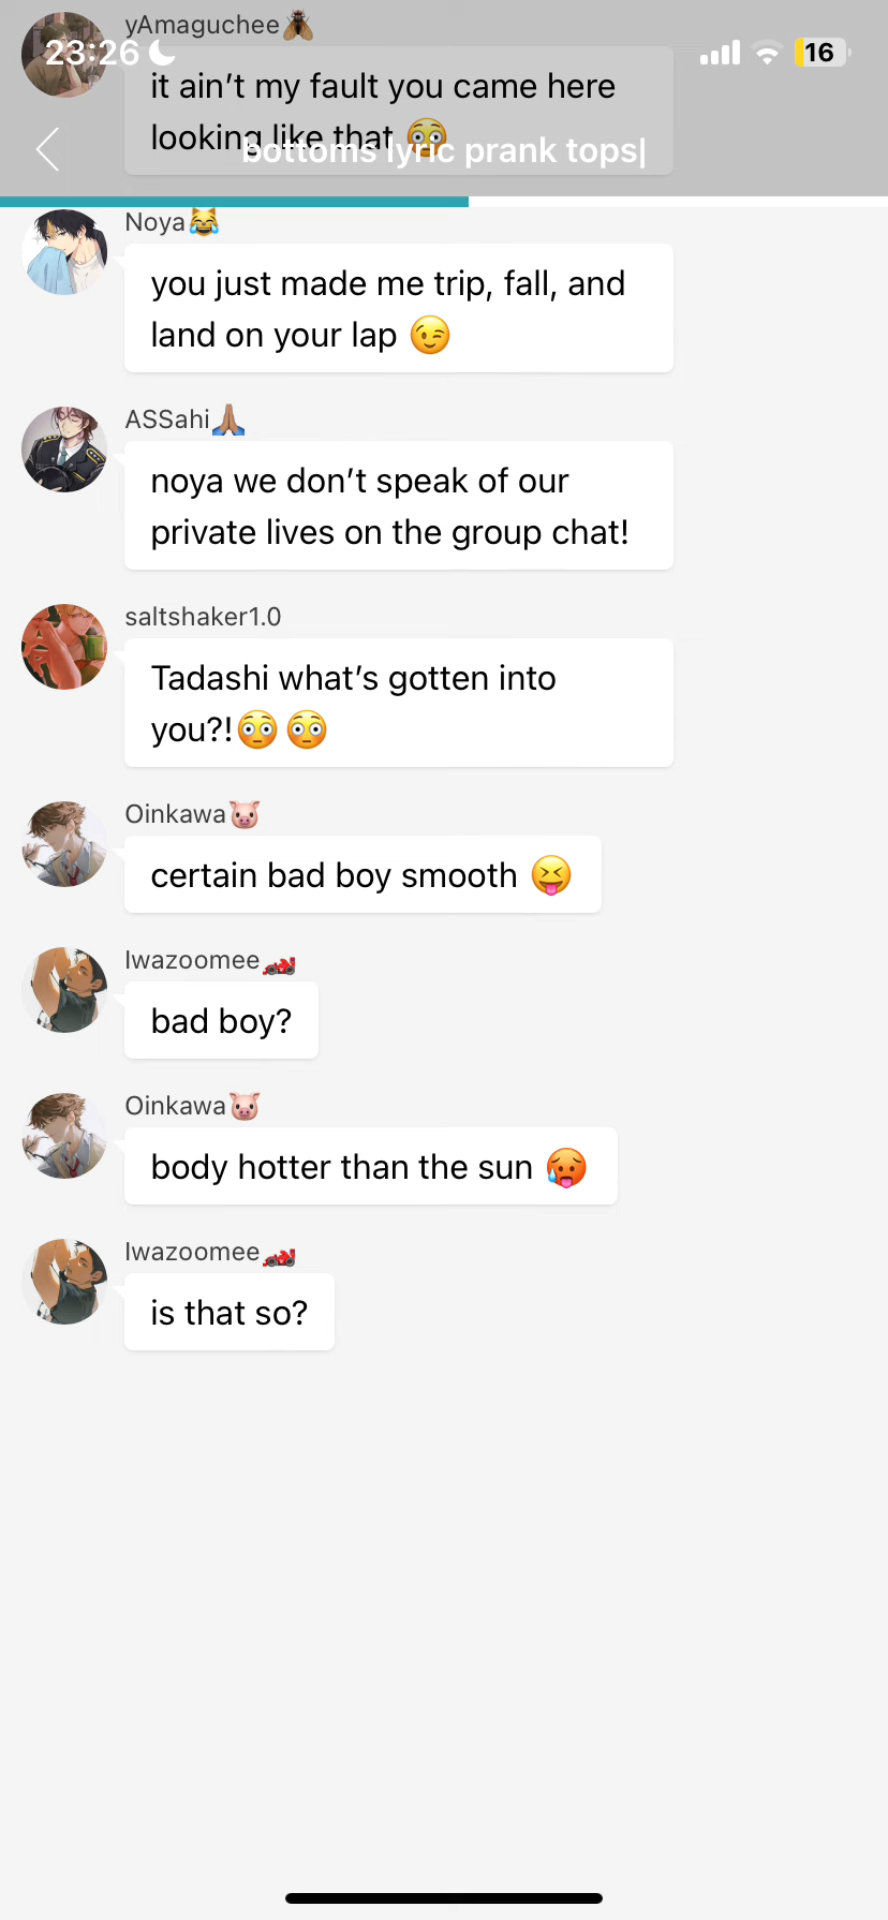 yAmaguchee🪰
23:26
16
it ain't my fault you came here
looking like that 😳
bottoms lyric prank tops|
Noya😹
you just made me trip, fall, and
land on your lap 😉
ASSahi🙏🏽
noya we don't speak of our
private lives on the group chat!
saltshaker1.0
Tadashi what's gotten into
you?!😳😳
Oinkawa🐷
certain bad boy smooth 😝
Iwazoomee🏎️
bad boy?
Oinkawa🐷
body hotter than the sun 🥵
Iwazoomee🏎️
is that so?